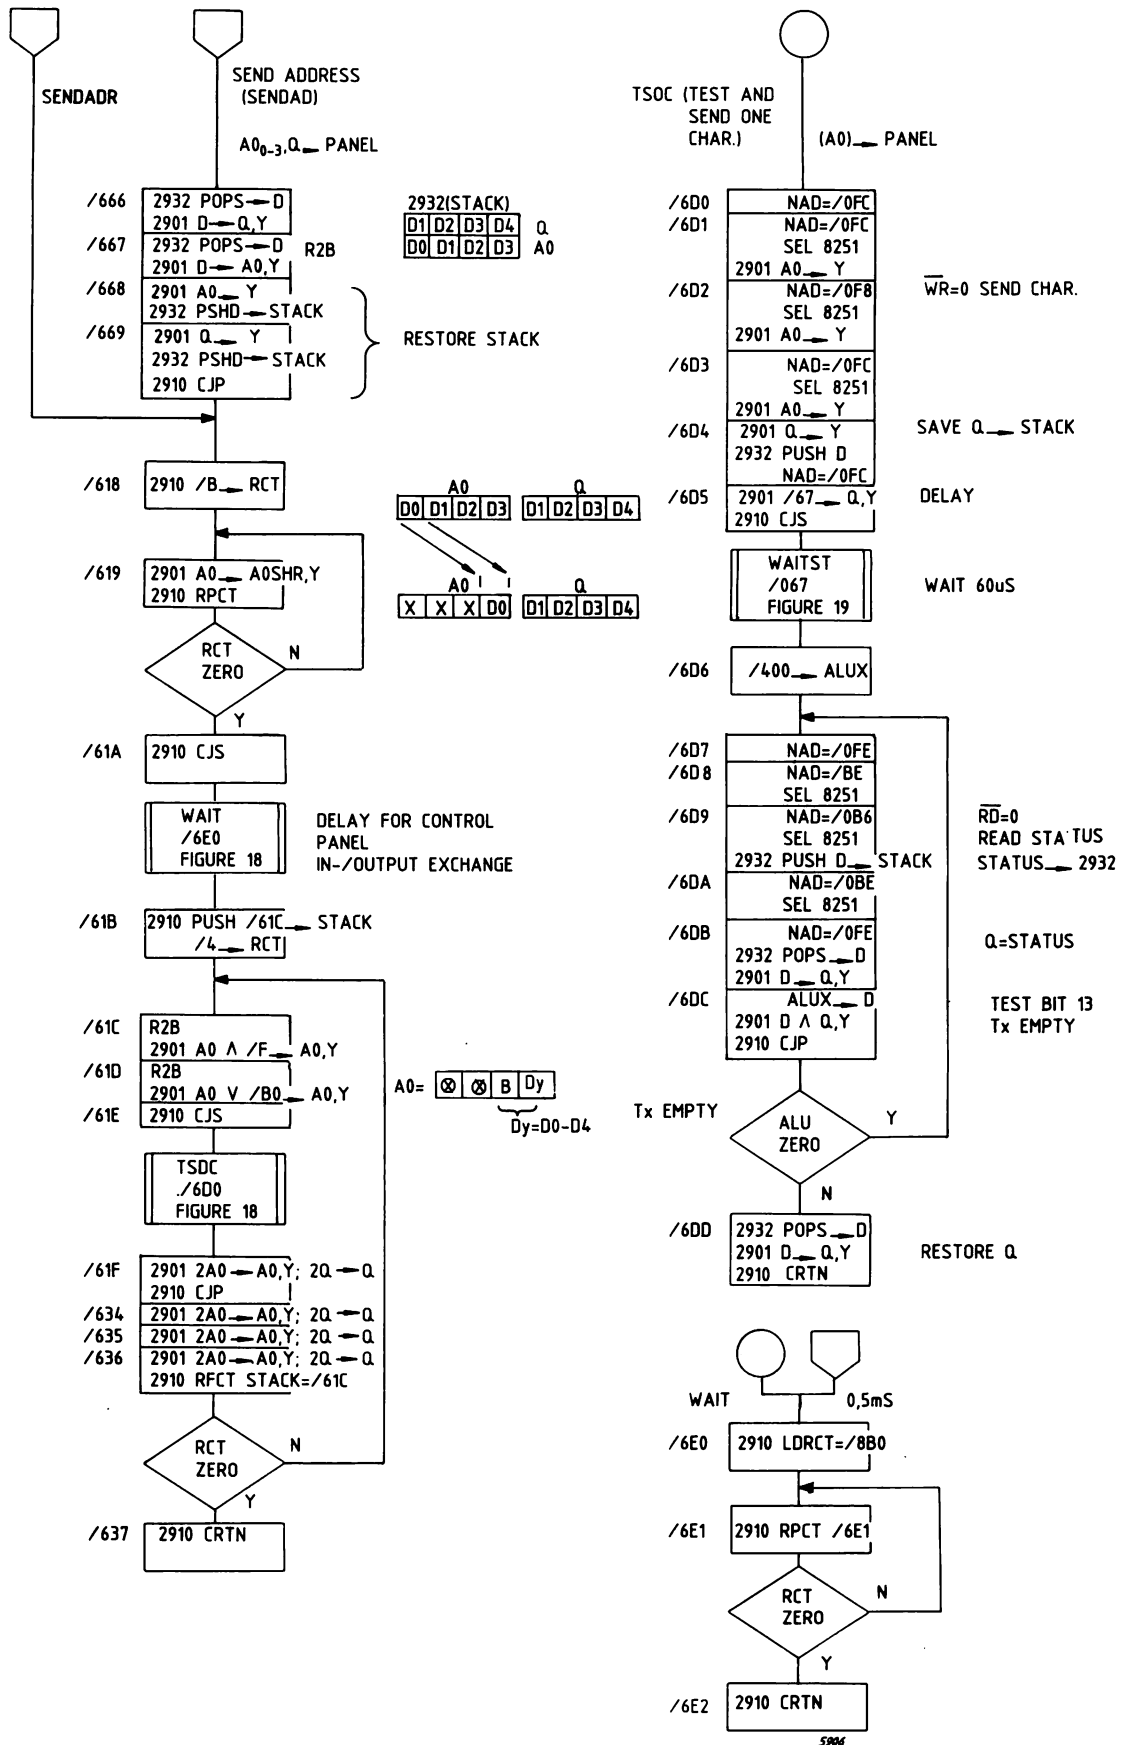 SENDADR
SEND ADDRESS
(SENDAD)
A0₀₋₃,Q→ PANEL
/666 2932 POPS→D
2901 D→Q,Y
/667 2932 POPS→D R2B
2901 D→ A0,Y
/668 2901 A0→ Y
2932 PSHD→STACK
/669 2901 Q→ Y
2932 PSHD→STACK
2910 CJP
RESTORE STACK
2932(STACK)
D1 D2 D3 D4 Q
D0 D1 D2 D3 A0
/618 2910 /B→ RCT
A0 Q
D0 D1 D2 D3 D1 D2 D3 D4
/619 2901 A0→ A0SHR,Y
2910 RPCT
A0 Q
X X X D0 D1 D2 D3 D4
RCT
ZERO
N
Y
/61A 2910 CJS
WAIT
/6E0
FIGURE 18
DELAY FOR CONTROL
PANEL
IN-/OUTPUT EXCHANGE
/61B 2910 PUSH /61C→ STACK
/4→ RCT
/61C R2B
2901 A0 Λ /F→ A0,Y
/61D R2B
2901 A0 V /B0→ A0,Y
/61E 2910 CJS
A0= ⊗ ⊗ B Dy
Dy=D0-D4
TSDC
./6D0
FIGURE 18
/61F 2901 2A0→A0,Y; 2Q→Q
2910 CJP
/634 2901 2A0→A0,Y; 2Q→Q
/635 2901 2A0→A0,Y; 2Q→Q
/636 2901 2A0→A0,Y; 2Q→Q
2910 RFCT STACK=/61C
RCT
ZERO
N
Y
/637 2910 CRTN
TSOC (TEST AND
SEND ONE
CHAR.)
(A0)→ PANEL
/6D0 NAD=/0FC
/6D1 NAD=/0FC
SEL 8251
2901 A0→ Y
/6D2 NAD=/0F8
SEL 8251
2901 A0→ Y
W̅R̅=0 SEND CHAR.
/6D3 NAD=/0FC
SEL 8251
2901 A0→ Y
/6D4 2901 Q→ Y
2932 PUSH D
NAD=/0FC
SAVE Q→ STACK
/6D5 2901 /67→Q,Y DELAY
2910 CJS
WAITST
/067
FIGURE 19
WAIT 60uS
/6D6 /400→ ALUX
/6D7 NAD=/0FE
/6D8 NAD=/BE
SEL 8251
/6D9 NAD=/0B6
SEL 8251
2932 PUSH D→ STACK
R̅D̅=0
READ STATUS
STATUS→ 2932
/6DA NAD=/0BE
SEL 8251
/6DB NAD=/0FE
2932 POPS→D
2901 D→Q,Y
Q=STATUS
/6DC ALUX→D
2901 D Λ Q,Y
2910 CJP
TEST BIT 13
Tx EMPTY
Tx EMPTY
ALU
ZERO
Y
N
/6DD 2932 POPS→D
2901 D→Q,Y
2910 CRTN
RESTORE Q
WAIT 0,5mS
/6E0 2910 LDRCT=/8B0
/6E1 2910 RPCT /6E1
RCT
ZERO
N
Y
/6E2 2910 CRTN
5906